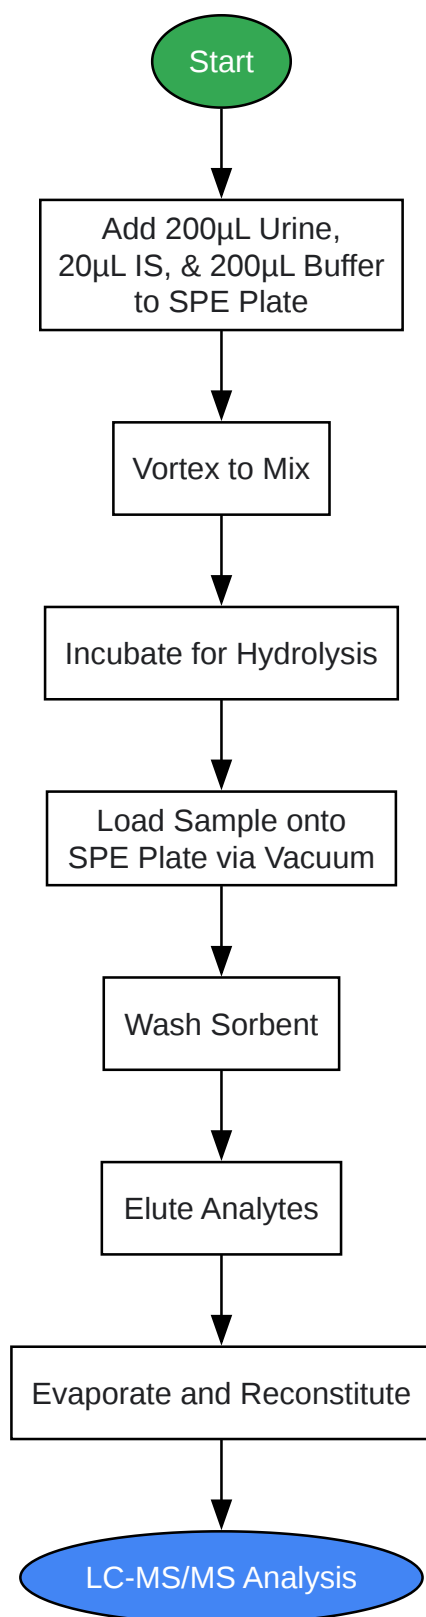 Start
Add 200µL Urine,
20µL IS, & 200µL Buffer
to SPE Plate
Vortex to Mix
Incubate for Hydrolysis
Load Sample onto
SPE Plate via Vacuum
Wash Sorbent
Elute Analytes
Evaporate and Reconstitute
LC-MS/MS Analysis